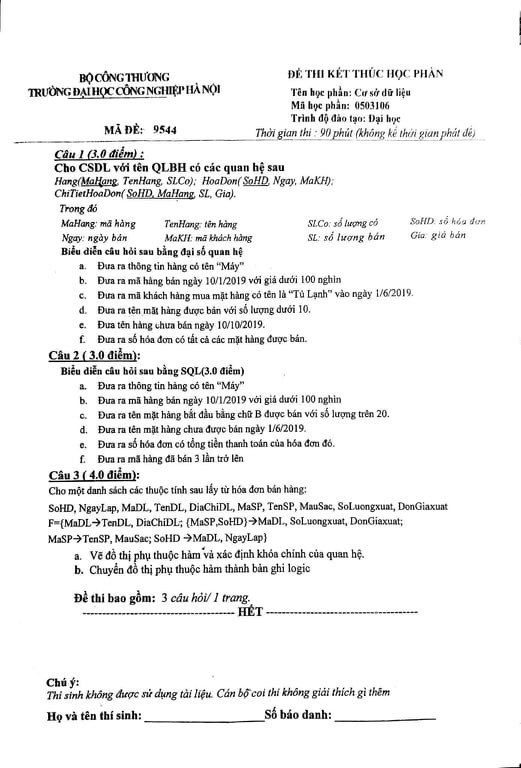 BỘ CÔNG THƯƠNG
TRƯỜNG ĐẠI HỌC CÔNG NGHIỆP HÀ NỘI
MÃ ĐỀ: 9544
ĐỀ THI KẾT THÚC HỌC PHẦN
Tên học phần: Cơ sở dữ liệu
Mã học phần: 0503106
Trình độ đào tạo: Đại học
Thời gian thi : 90 phút (không kể thời gian phát đề)
Câu 1 (3.0 điểm) :
Cho CSDL với tên QLBH có các quan hệ sau
Hang(MaHang, TenHang, SLCo); HoaDon( SoHD, Ngay, MaKH);
ChiTietHoaDon( SoHD, MaHang, SL, Gia).
Trong đó
MaHang: mã hàng TenHang: tên hàng SLCo: số lượng có SoHD: số hóa đơn
Ngay: ngày bán MaKH: mã khách hàng SL: số lượng bán Gia: giá bán
Biểu diễn câu hỏi sau bằng đại số quan hệ
a. Đưa ra thông tin hàng có tên “Máy”
b. Đưa ra mã hàng bán ngày 10/1/2019 với giá dưới 100 nghìn
c. Đưa ra mã khách hàng mua mặt hàng có tên là “Tủ Lạnh” vào ngày 1/6/2019.
d. Đưa ra tên mặt hàng được bán với số lượng dưới 10.
e. Đưa tên hàng chưa bán ngày 10/10/2019.
f. Đưa ra số hóa đơn có tất cả các mặt hàng được bán.
Câu 2 ( 3.0 điểm):
Biểu diễn câu hỏi sau bằng SQL(3.0 điểm)
a. Đưa ra thông tin hàng có tên “Máy”
b. Đưa ra mã hàng bán ngày 10/1/2019 với giá dưới 100 nghìn
c. Đưa ra tên mặt hàng bắt đầu bằng chữ B được bán với số lượng trên 20.
d. Đưa ra tên mặt hàng chưa được bán ngày 1/6/2019.
e. Đưa ra số hóa đơn có tổng tiền thanh toán của hóa đơn đó.
f. Đưa ra mã hàng đã bán 3 lần trở lên
Câu 3 ( 4.0 điểm):
Cho một danh sách các thuộc tính sau lấy từ hóa đơn bán hàng:
SoHD, NgayLap, MaDL, TenDL, DiaChiDL, MaSP, TenSP, MauSac, SoLuongxuat, DonGiaxuat
F={MaDL→TenDL, DiaChiDL; {MaSP,SoHD}→MaDL, SoLuongxuat, DonGiaxuat;
MaSP→TenSP, MauSac; SoHD →MaDL, NgayLap}
a. Vẽ đồ thị phụ thuộc hàm và xác định khóa chính của quan hệ.
b. Chuyển đồ thị phụ thuộc hàm thành bản ghi logic
Đề thi bao gồm: 3 câu hỏi/ 1 trang.
------------------------------------ HẾT ------------------------------------
Chú ý:
Thí sinh không được sử dụng tài liệu. Cán bộ coi thi không giải thích gì thêm
Họ và tên thí sinh: ____________________Số báo danh: _______________